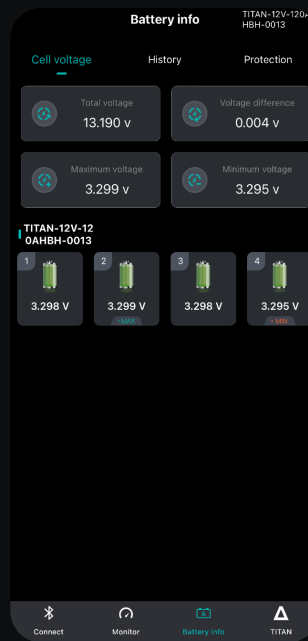 Battery info
TITAN-12V-120A
HBH-0013
Cell voltage
History
Protection
Total voltage
13.190 v
Voltage difference
0.004 v
Maximum voltage
3.299 v
Minimum voltage
3.295 v
TITAN-12V-12
0AHBH-0013
1
2
3
4
3.298 V
3.299 V
3.298 V
3.295 V
MAX
MIN
Connect
Monitor
Battery info
TITAN